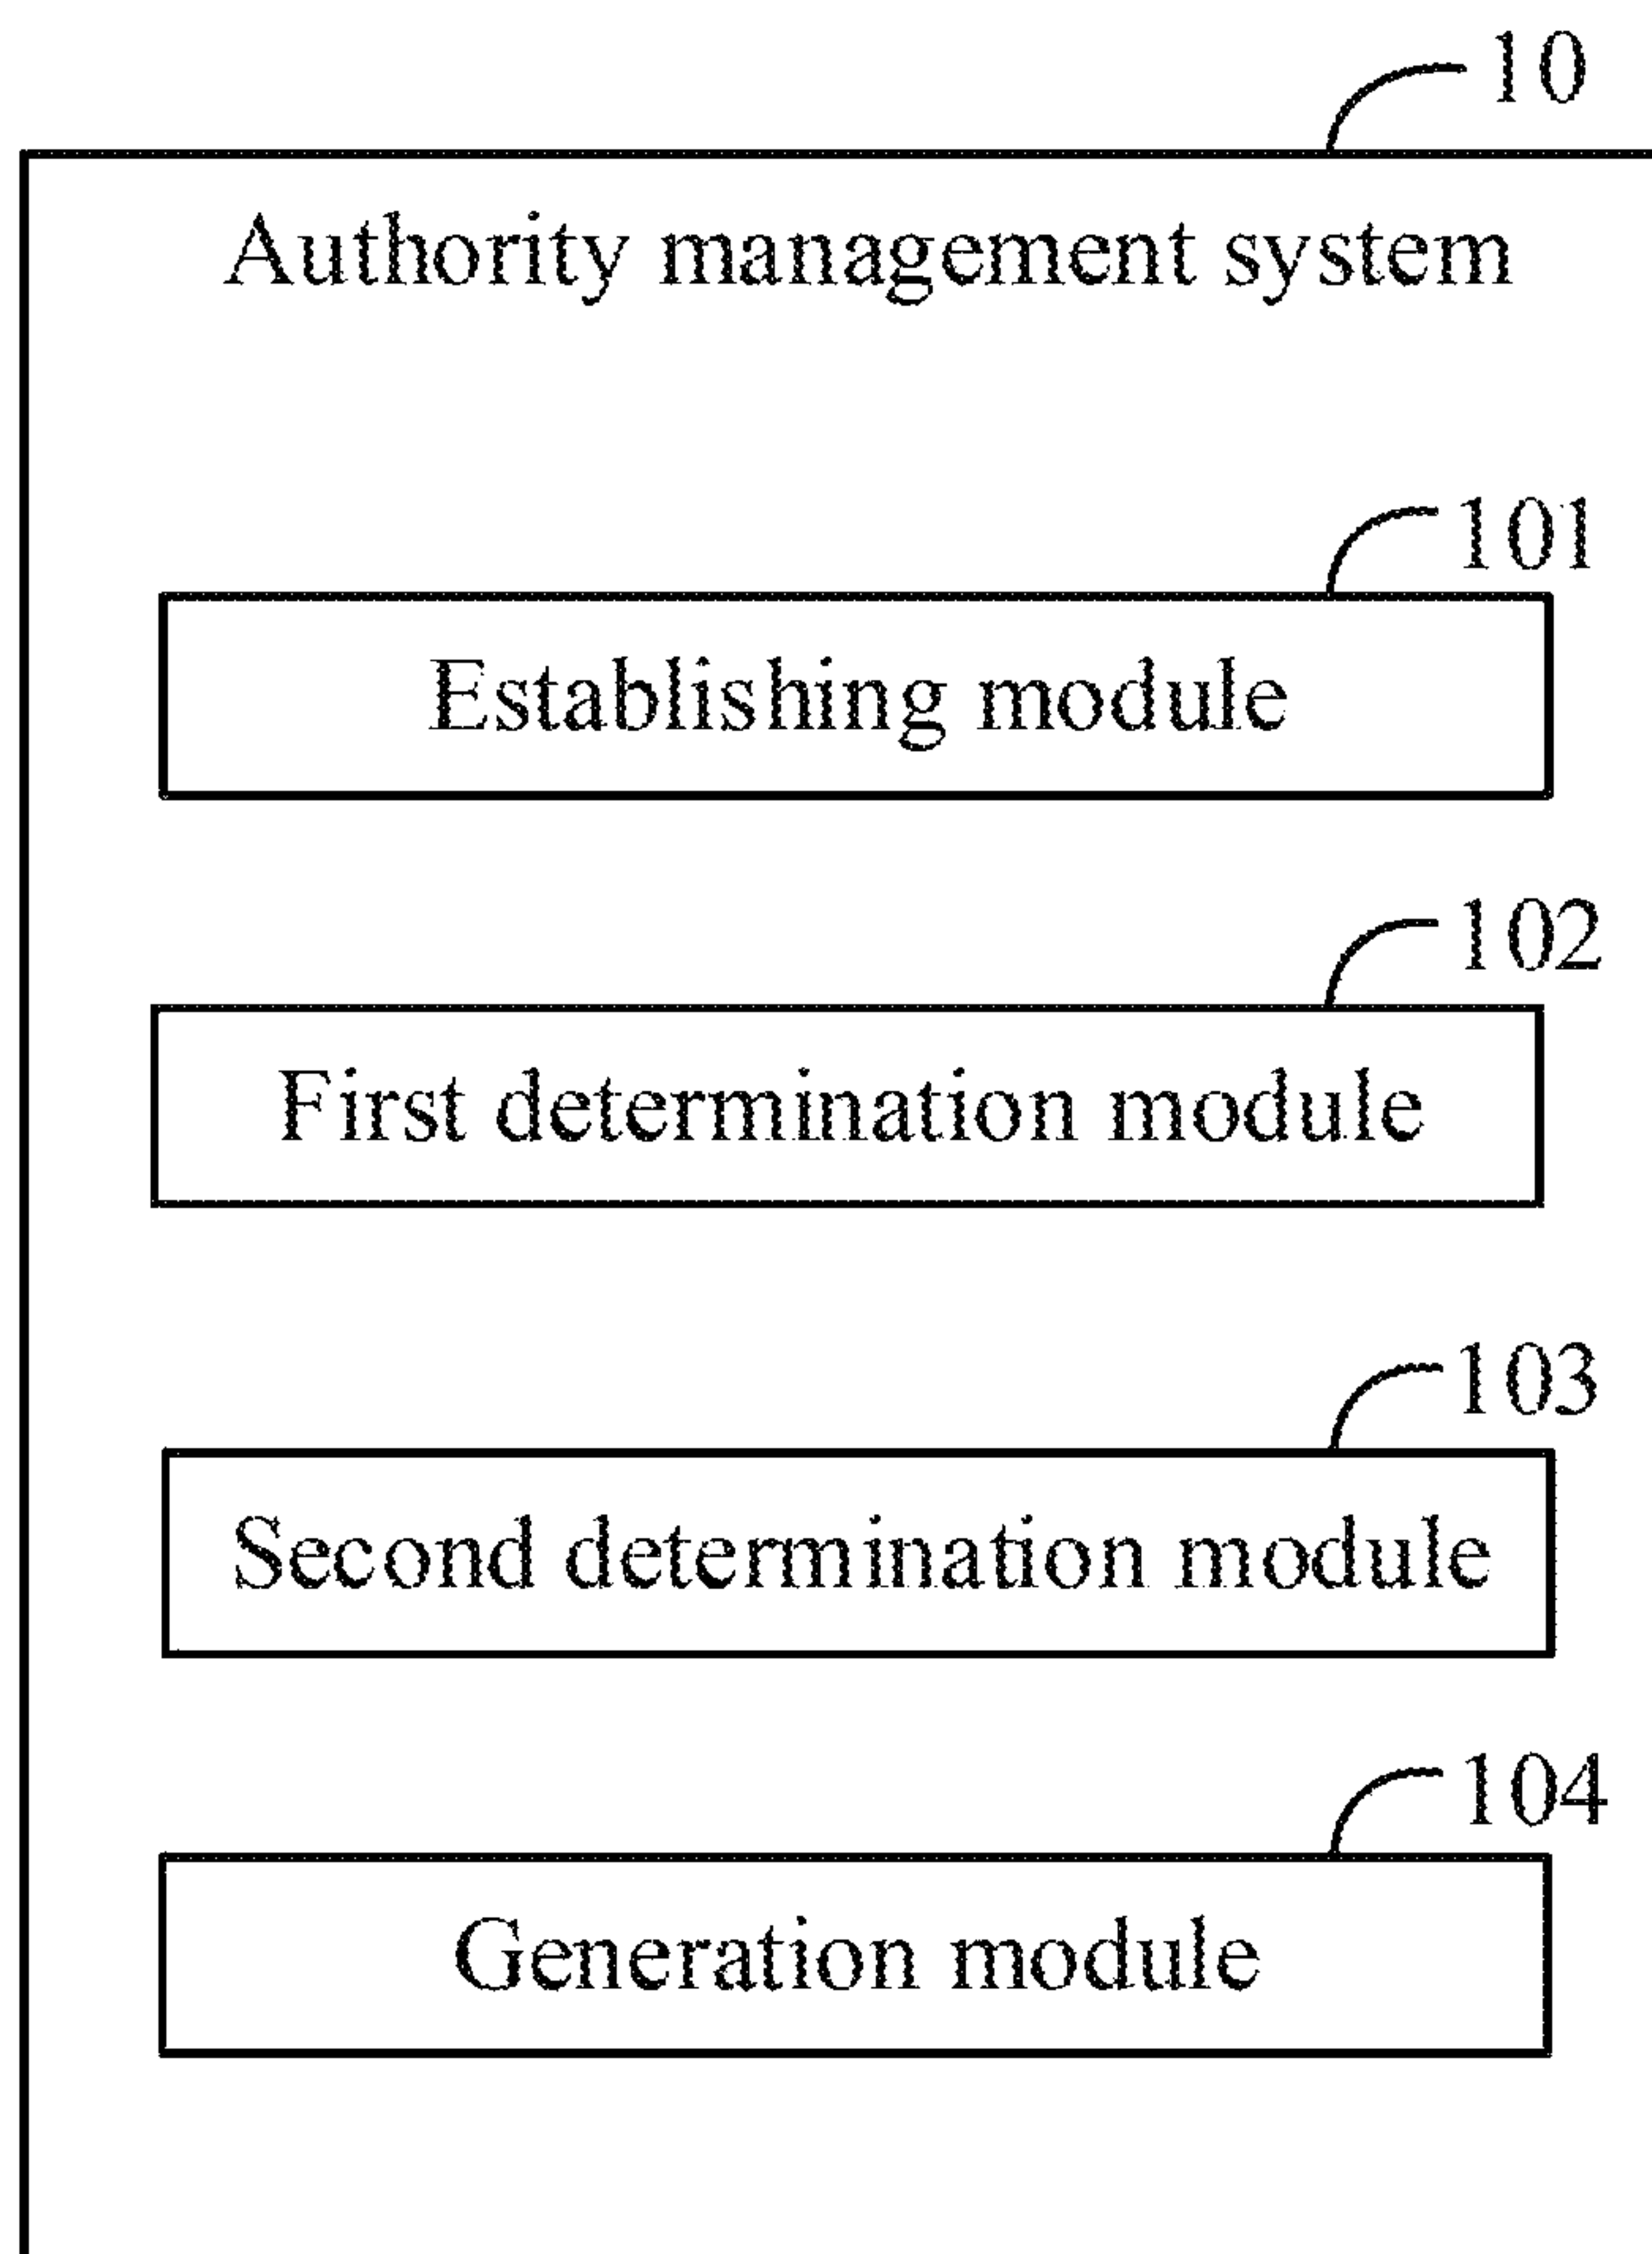 10
Authority management system
101
Establishing module
102
First determination module
103
Second determination module
104
Generation module